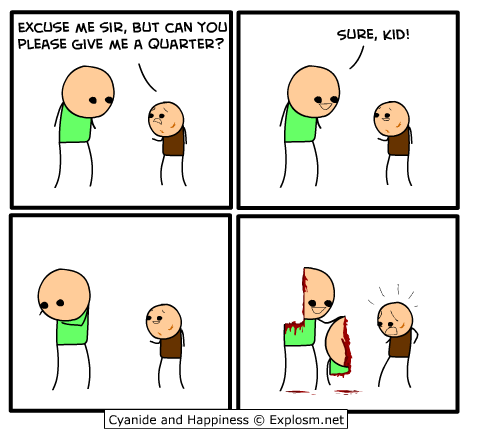 EXCUSE ME SIR, BUT CAN YOU
PLEASE GIVE ME A QUARTER?
SURE, KID!
Cyanide and Happiness © Explosm.net